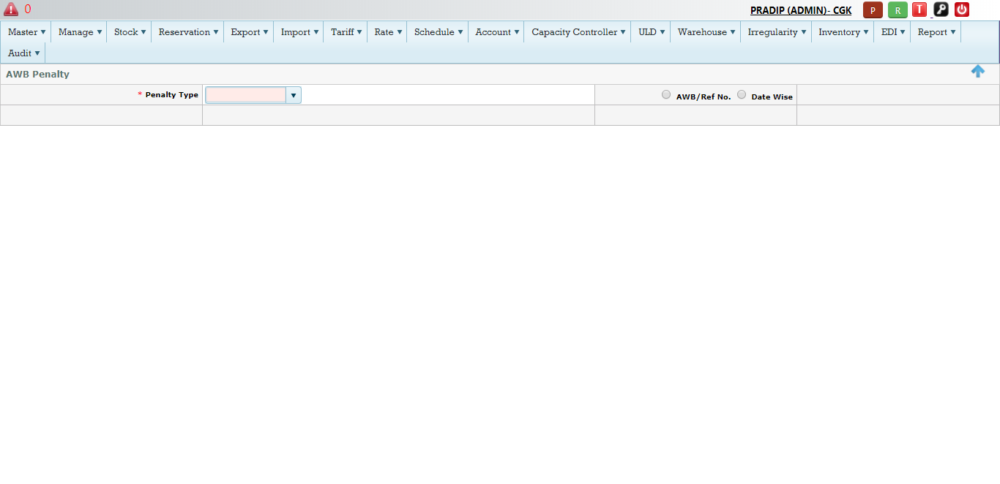 0 PRADIP (ADMIN)- CGK P R T
Master Manage Stock Reservation Export Import Tariff Rate Schedule Account Capacity Controller ULD Warehouse Irregularity Inventory EDI Report
Audit
AWB Penalty
* Penalty Type AWB/Ref No. Date Wise